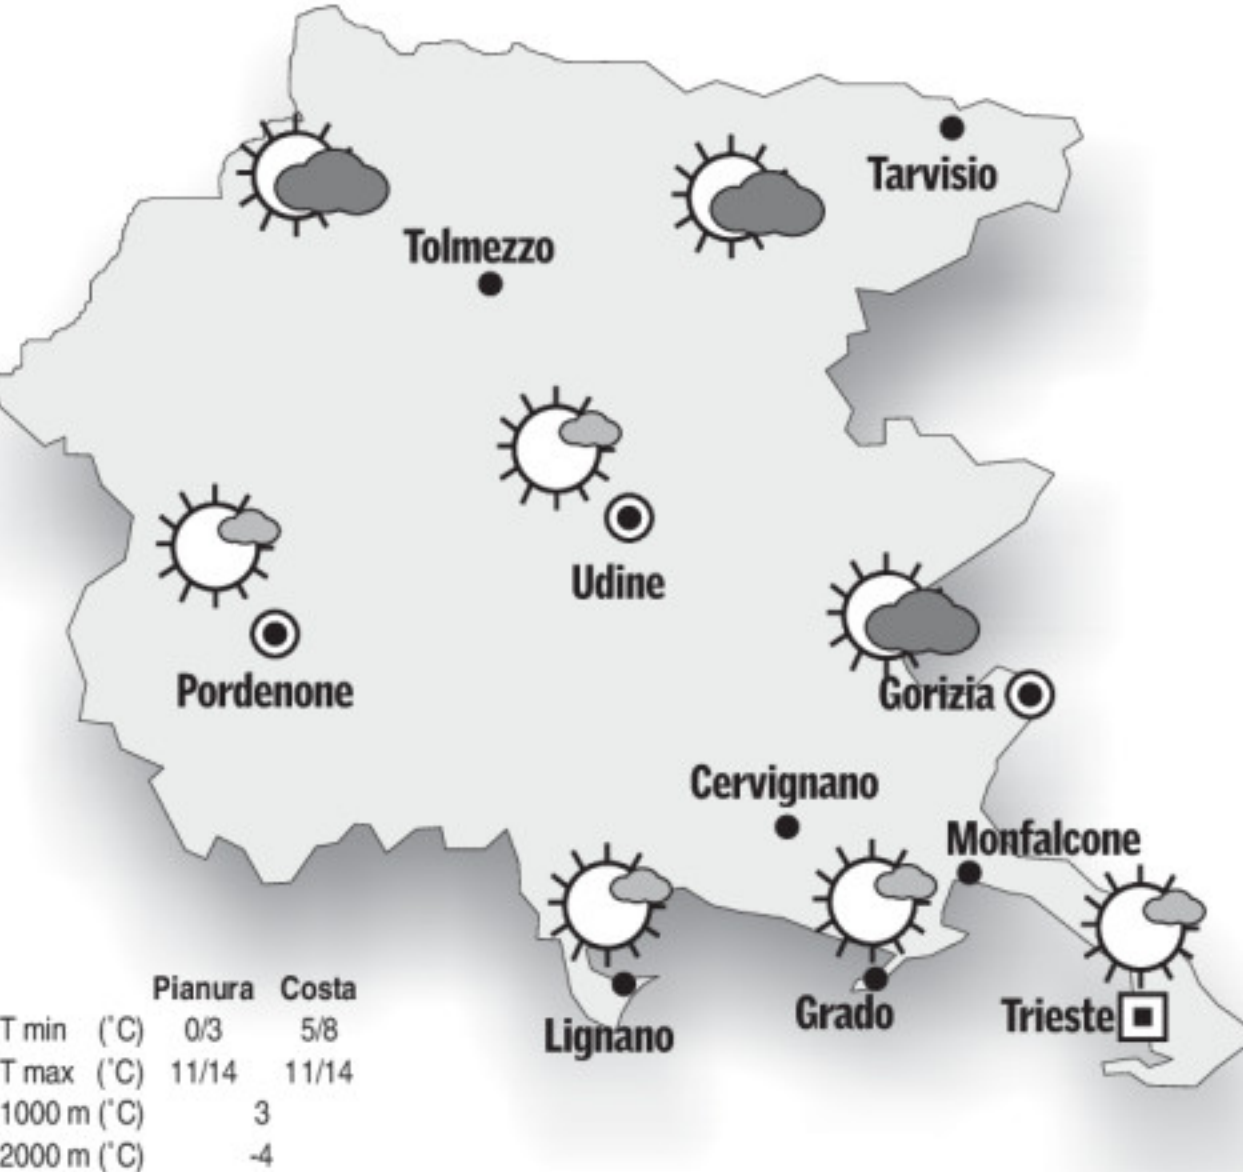 Tarvisio
Tolmezzo
Udine
Pordenone
Gorizia
Cervignano
Monfalcone
Grado
Trieste
Lignano
Pianura Costa
T min (°C) 0/3 5/8
T max (°C) 11/14 11/14
1000 m (°C) 3
2000 m (°C) -4